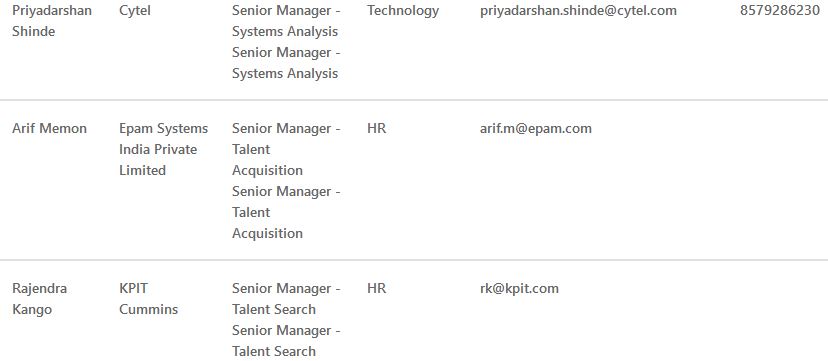 Priyadarshan Cytel Senior Manager - Technology priyadarshan.shinde@cytel.com 8579286230
Shinde Systems Analysis
Senior Manager -
Systems Analysis
Arif Memon Epam Systems Senior Manager - HR arif.m@epam.com
India Private Talent
Limited Acquisition
Senior Manager -
Talent
Acquisition
Rajendra KPIT Senior Manager - HR rk@kpit.com
Kango Cummins Talent Search
Senior Manager -
Talent Search